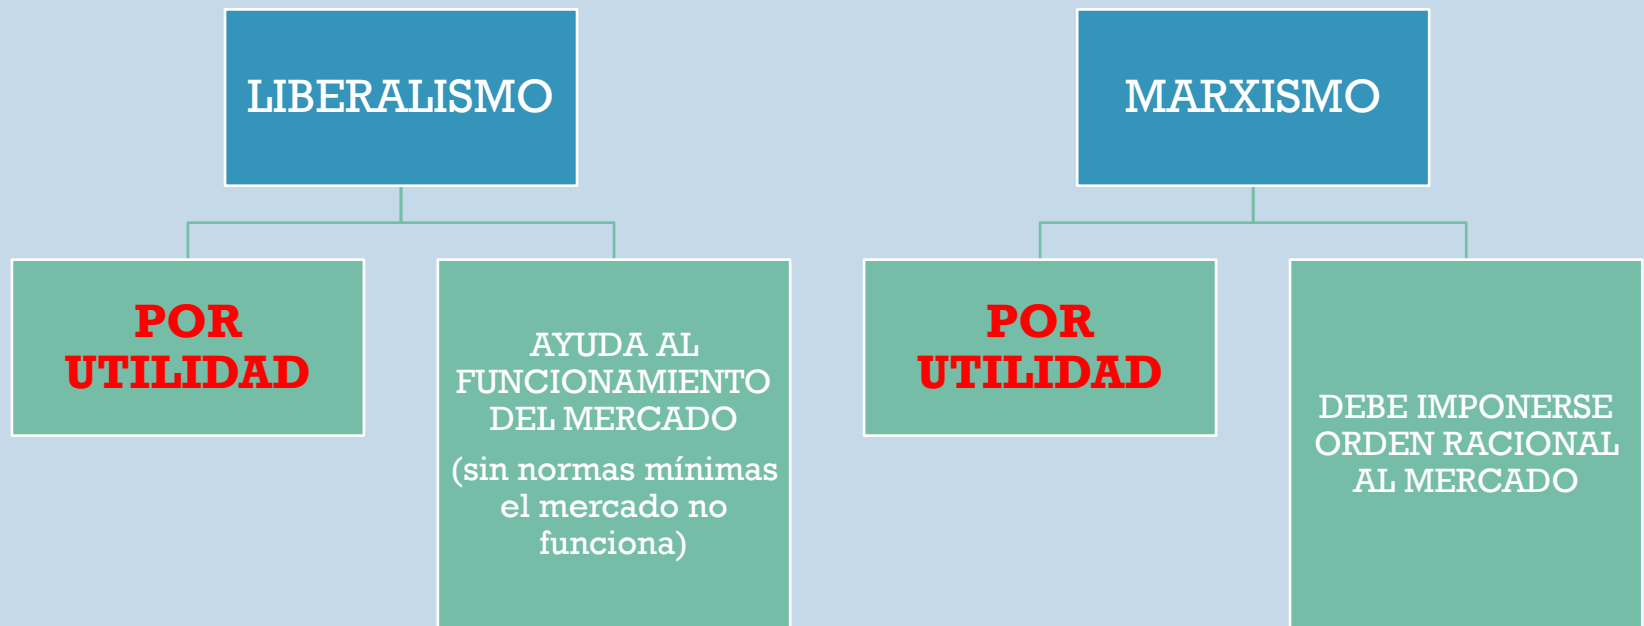 LIBERALISMO
POR
UTILIDAD
AYUDA AL
FUNCIONAMIENTO
DEL MERCADO
(sin normas mínimas
el mercado no
funciona)
MARXISMO
POR
UTILIDAD
DEBE IMPONERSE
ORDEN RACIONAL
AL MERCADO